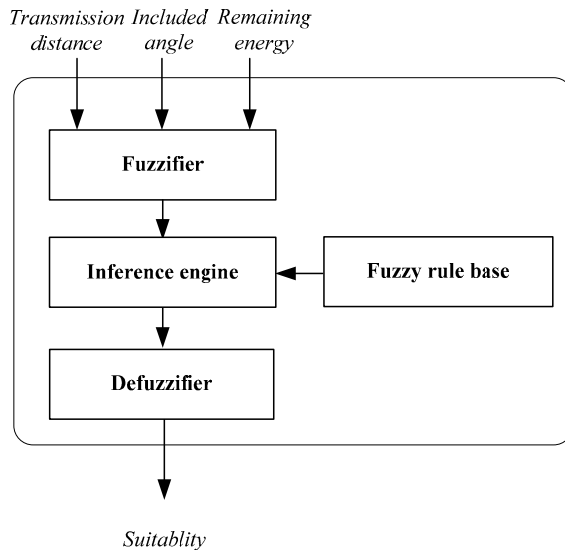 Transmission Included Remaining
distance angle energy
Fuzzifier
Inference engine
Fuzzy rule base
Defuzzifier
Suitablity